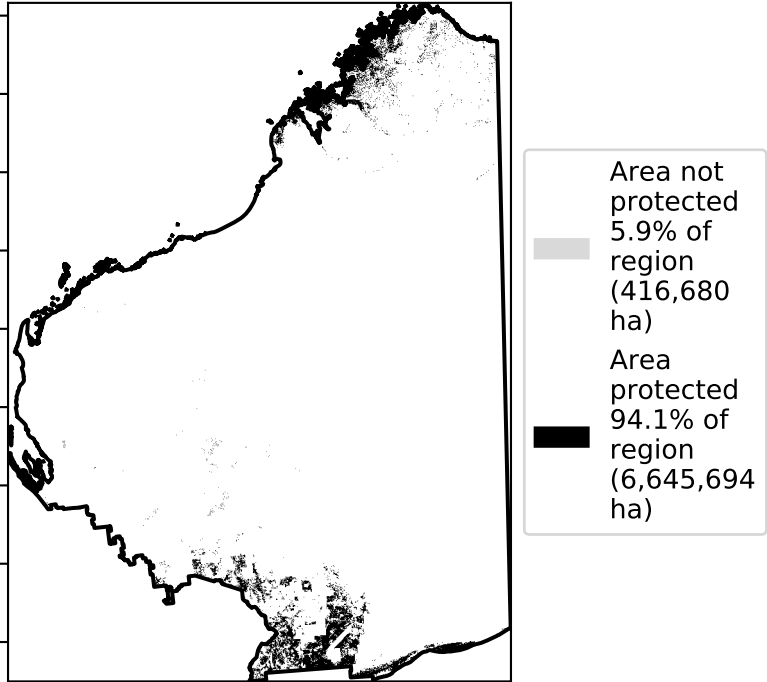 Area not
protected
5.9% of
region
(416,680
ha)
Area
protected
94.1% of
region
(6,645,694
ha)